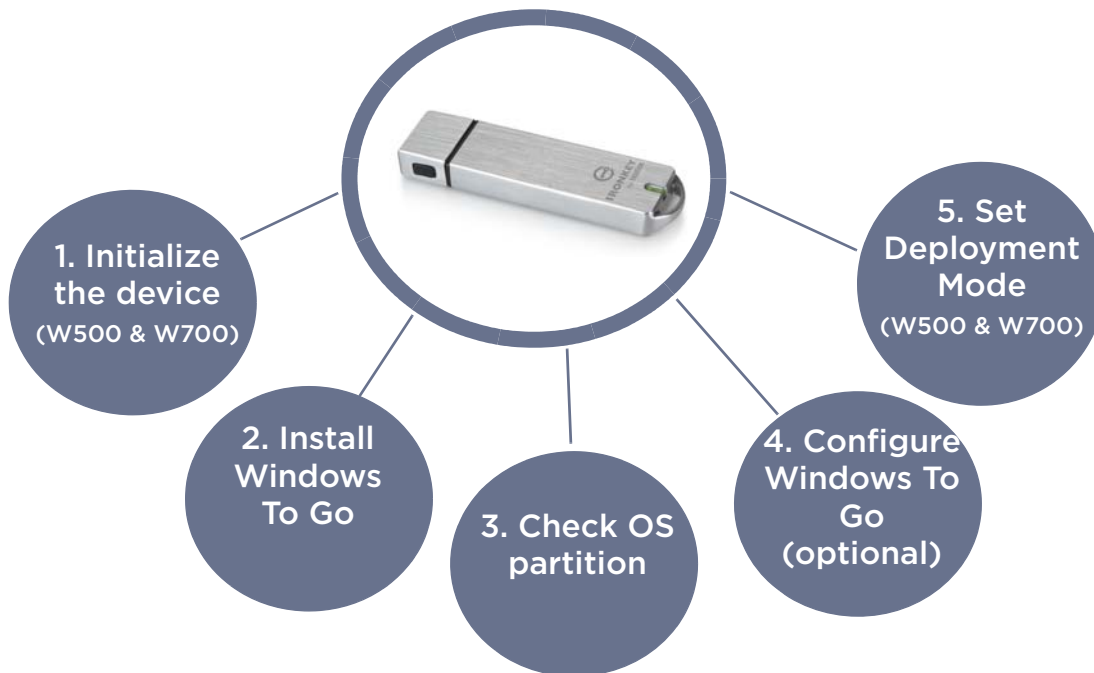 IRONKEY
1. Initialize
the device
(W500 & W700)
2. Install
Windows
To Go
3. Check OS
partition
4. Configure
Windows To
Go
(optional)
5. Set
Deployment
Mode
(W500 & W700)